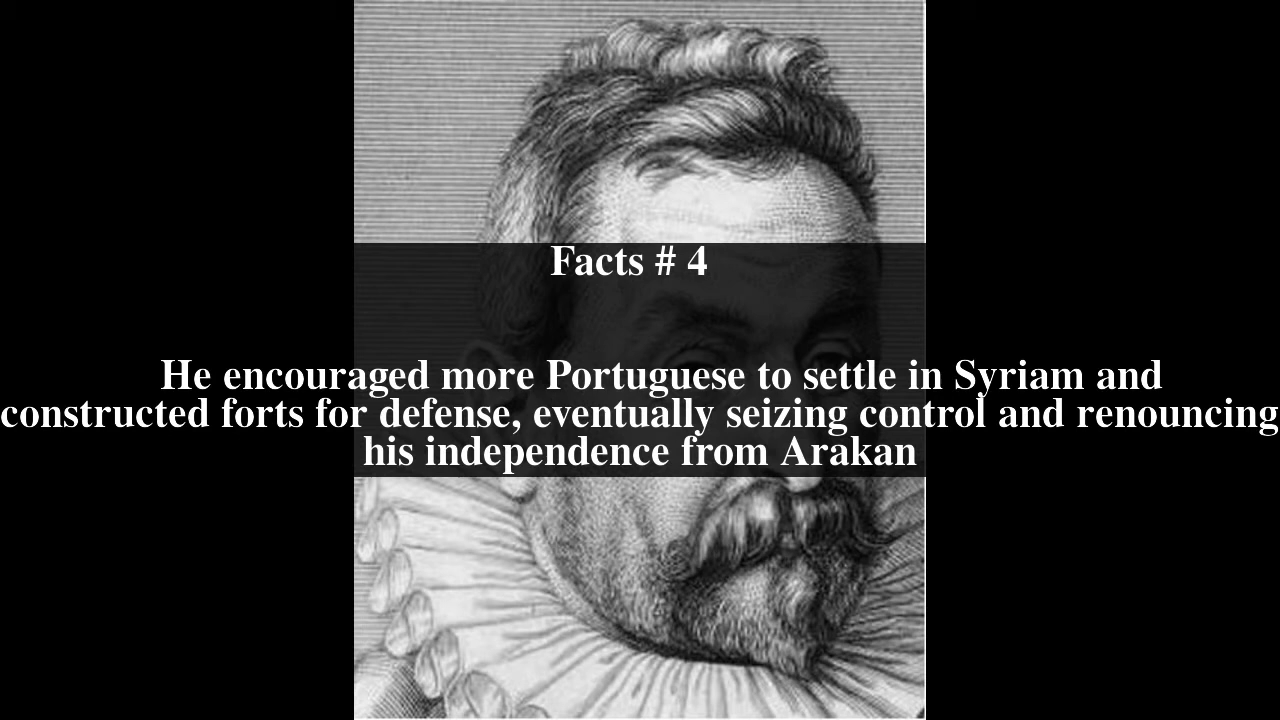 Facts # 4
He encouraged more Portuguese to settle in Syriam and
constructed forts for defense, eventually seizing control and renouncing
his independence from Arakan